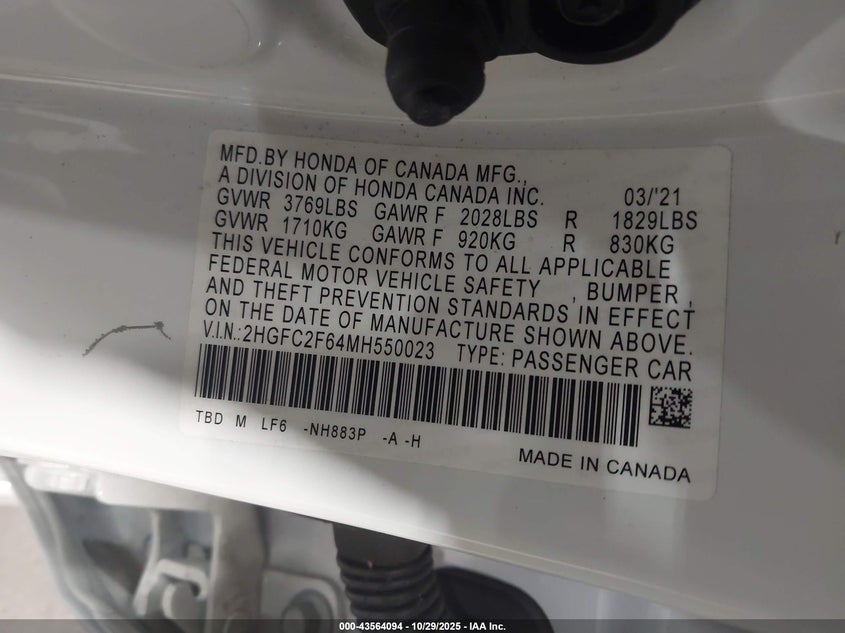 MFD.BY HONDA OF CANADA MFG.,
A DIVISION OF HONDA CANADA INC. 03/'21
GVWR 3769LBS GAWR F 2028LBS R 1829LBS
GVWR 1710KG GAWR F 920KG R 830KG
THIS VEHICLE CONFORMS TO ALL APPLICABLE
FEDERAL MOTOR VEHICLE SAFETY , BUMPER ,
AND THEFT PREVENTION STANDARDS IN EFFECT
ON THE DATE OF MANUFACTURE SHOWN ABOVE.
V.I.N.:2HGFC2F64MH550023 TYPE: PASSENGER CAR
TBD M LF6 -NH883P -A -H
MADE IN CANADA
000-43564094 - 10/29/2025 - IAA Inc.